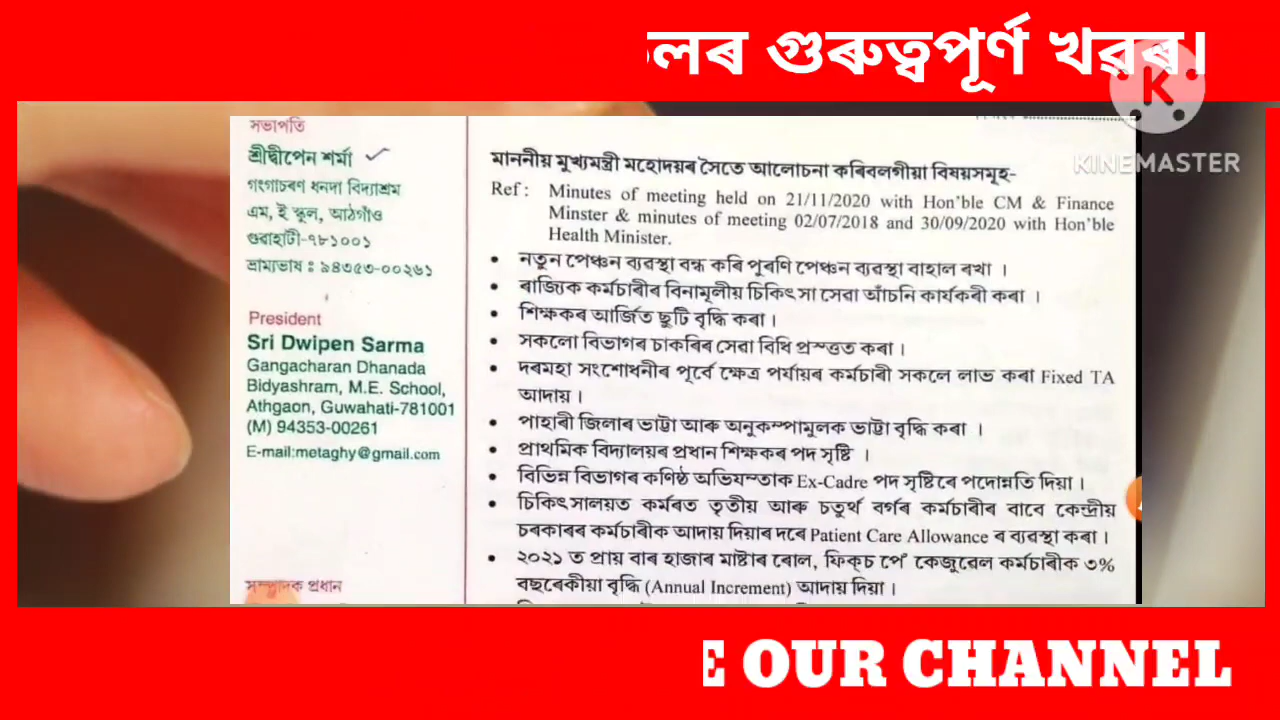 গুৰুত্বপূৰ্ণ খৱৰ।
KINEMASTER
সভাপতি
শ্ৰীদ্বীপেন শৰ্মা
গংগাচৰণ ধনদা বিদ্যাশ্ৰম
এম, ই স্কুল, আঠগাঁও
গুৱাহাটী-৭৮১০০১
ভ্ৰাম্যভাষ : ৯৪৩৫৩-০০২৬১
President
Sri Dwipen Sarma
Gangacharan Dhanada
Bidyashram, M.E. School,
Athgaon, Guwahati-781001
(M) 94353-00261
E-mail:metaghy@gmail.com
সম্পাদক প্ৰধান
মাননীয় মুখ্যমন্ত্ৰী মহোদয়ৰ সৈতে আলোচনা কৰিবলগীয়া বিষয়সমূহ-
Ref : Minutes of meeting held on 21/11/2020 with Hon'ble CM & Finance
Minster & minutes of meeting 02/07/2018 and 30/09/2020 with Hon'ble
Health Minister.
• নতুন পেঞ্চন ব্যৱস্থা বন্ধ কৰি পুৰণি পেঞ্চন ব্যৱস্থা বাহাল ৰখা ।
• ৰাজ্যিক কৰ্মচাৰীৰ বিনামূলীয় চিকিৎসা সেৱা আঁচনি কাৰ্যকৰী কৰা ।
• শিক্ষকৰ আৰ্জিত ছুটি বৃদ্ধি কৰা ।
• সকলো বিভাগৰ চাকৰিৰ সেৱা বিধি প্ৰস্তুত কৰা ।
• দৰমহা সংশোধনীৰ পূৰ্বে ক্ষেত্ৰ পৰ্যায়ৰ কৰ্মচাৰী সকলে লাভ কৰা Fixed TA
আদায় ।
• পাহাৰী জিলাৰ ভাট্টা আৰু অনুকম্পামুলক ভাট্টা বৃদ্ধি কৰা ।
• প্ৰাথমিক বিদ্যালয়ৰ প্ৰধান শিক্ষকৰ পদ সৃষ্টি ।
• বিভিন্ন বিভাগৰ কণিষ্ঠ অভিযন্তাক Ex-Cadre পদ সৃষ্টিৰে পদোন্নতি দিয়া ।
• চিকিৎসালয়ত কৰ্মৰত তৃতীয় আৰু চতুৰ্থ বৰ্গৰ কৰ্মচাৰীৰ বাবে কেন্দ্ৰীয়
চৰকাৰৰ কৰ্মচাৰীক আদায় দিয়াৰ দৰে Patient Care Allowance ৰ ব্যৱস্থা কৰা ।
• ২০২১ ত প্ৰায় বাৰ হাজাৰ মাষ্টাৰ ৰোল, ফিক্‌চ পে' কেজুৱেল কৰ্মচাৰীক ৩%
বছৰেকীয়া বৃদ্ধি (Annual Increment) আদায় দিয়া ।
OUR CHANNEL